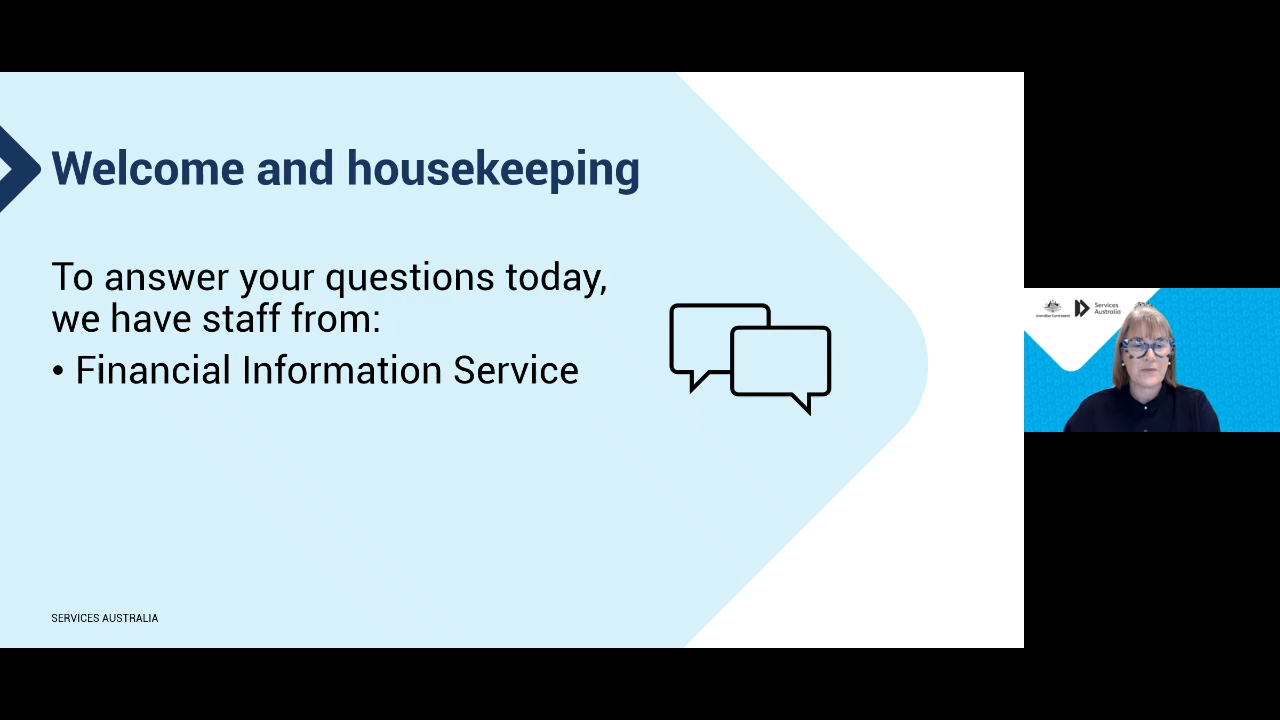 Welcome and housekeeping
To answer your questions today,
we have staff from:
• Financial Information Service
SERVICES AUSTRALIA
Services
Australia